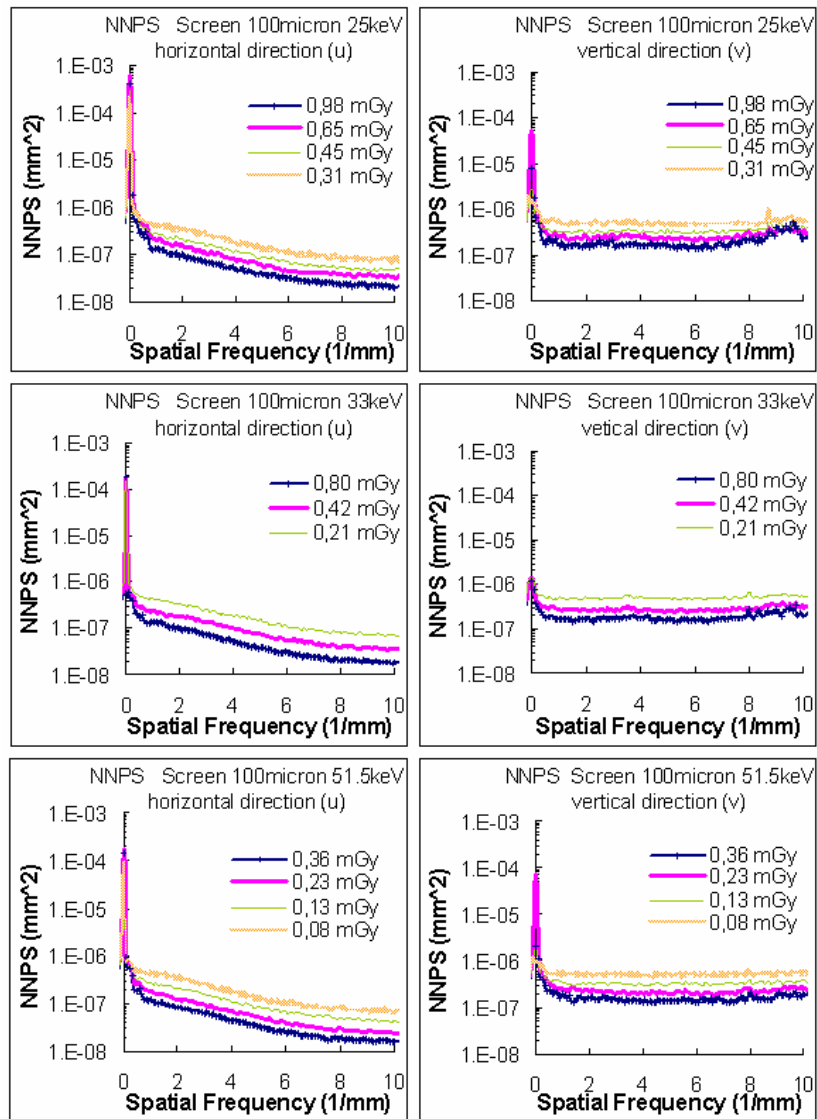 NNPS Screen 100micron 25keV
horizontal direction (u)
NNPS (mm^2)
1.E-03
1.E-04
1.E-05
1.E-06
1.E-07
1.E-08
0,98 mGy
0,65 mGy
0,45 mGy
0,31 mGy
0 2 4 6 8 10
Spatial Frequency (1/mm)
NNPS Screen 100micron 25keV
vertical direction (v)
NNPS (mm^2)
1.E-03
1.E-04
1.E-05
1.E-06
1.E-07
1.E-08
0,98 mGy
0,65 mGy
0,45 mGy
0,31 mGy
0 2 4 6 8 10
Spatial Frequency (1/mm)
NNPS Screen 100micron 33keV
horizontal direction (u)
NNPS (mm^2)
1.E-03
1.E-04
1.E-05
1.E-06
1.E-07
1.E-08
0,80 mGy
0,42 mGy
0,21 mGy
0 2 4 6 8 10
Spatial Frequency (1/mm)
NNPS Screen 100micron 33keV
vetical direction (v)
NNPS (mm^2)
1.E-03
1.E-04
1.E-05
1.E-06
1.E-07
1.E-08
0,80 mGy
0,42 mGy
0,21 mGy
0 2 4 6 8 10
Spatial Frequency (1/mm)
NNPS Screen 100micron 51.5keV
horizontal direction (u)
NNPS (mm^2)
1.E-03
1.E-04
1.E-05
1.E-06
1.E-07
1.E-08
0,36 mGy
0,23 mGy
0,13 mGy
0,08 mGy
0 2 4 6 8 10
Spatial Frequency (1/mm)
NNPS Screen 100micron 51.5keV
vertical direction (v)
NNPS (mm^2)
1.E-03
1.E-04
1.E-05
1.E-06
1.E-07
1.E-08
0,36 mGy
0,23 mGy
0,13 mGy
0,08 mGy
0 2 4 6 8 10
Spatial Frequency (1/mm)